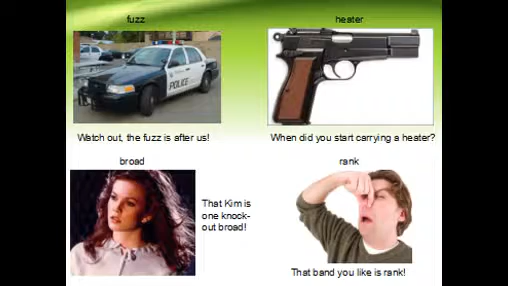 fuzz
heater
POLICE
Watch out, the fuzz is after us!
When did you start carrying a heater?
broad
rank
That Kim is
one knock-
out broad!
That band you like is rank!